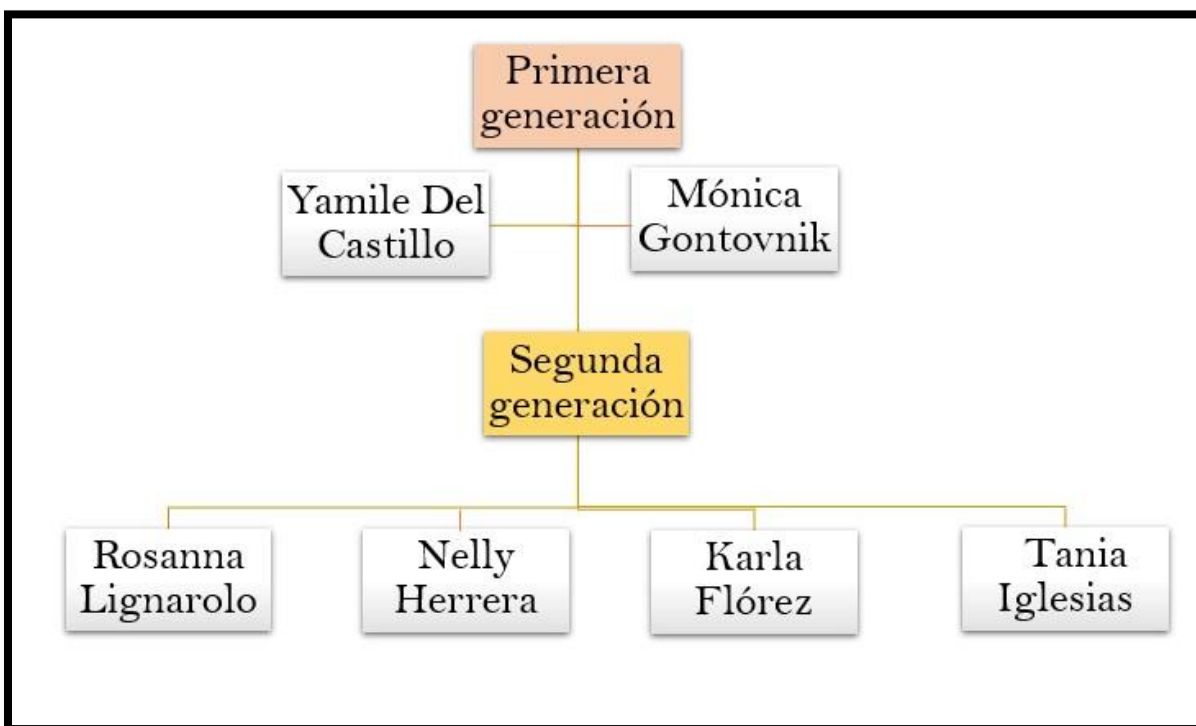 Primera
generación
Yamile Del
Castillo
Mónica
Gontovnik
Segunda
generación
Rosanna
Lignarolo
Nelly
Herrera
Karla
Flórez
Tania
Iglesias